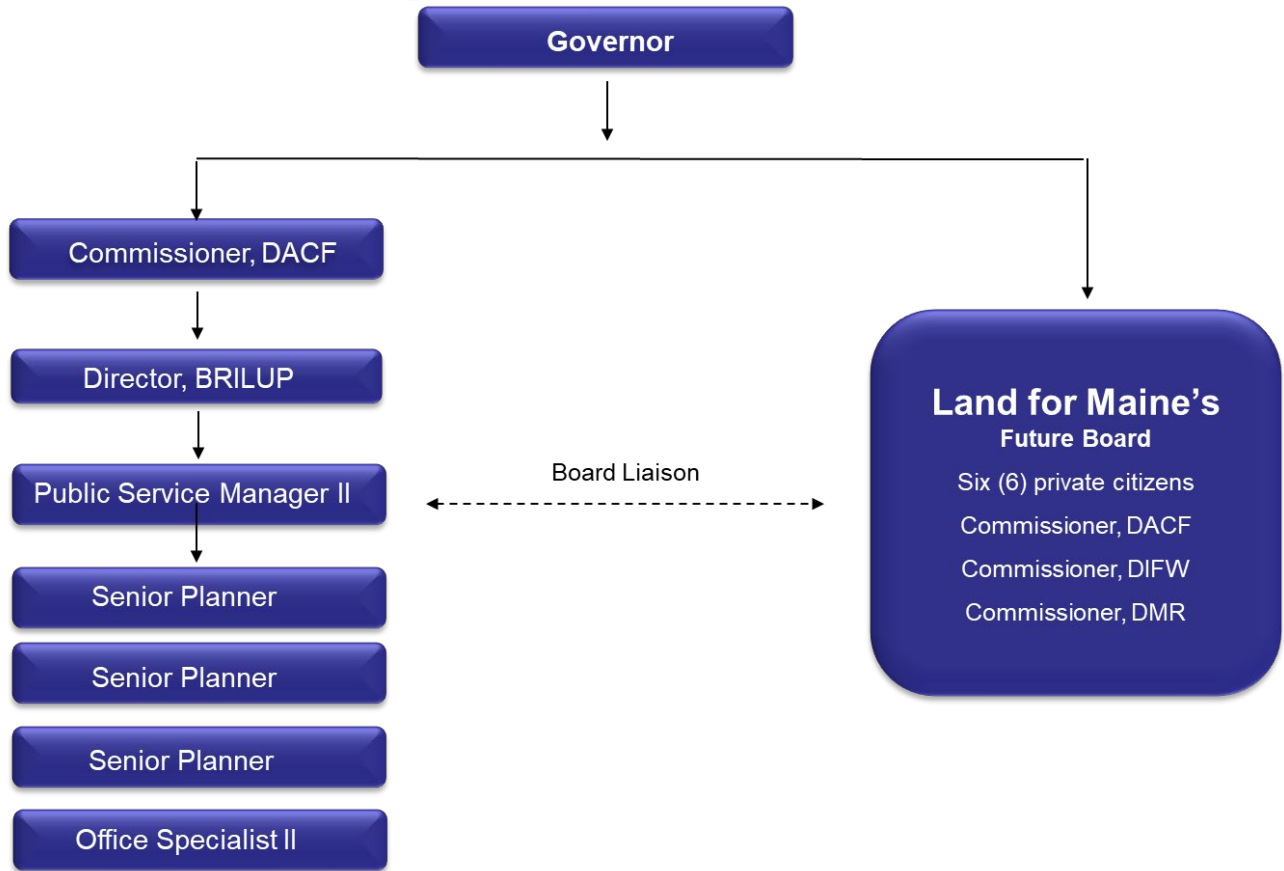 Governor
Commissioner, DACF
Director, BRILUP
Public Service Manager II
Senior Planner
Senior Planner
Senior Planner
Office Specialist II
Board Liaison
Land for Maine’s
Future Board
Six (6) private citizens
Commissioner, DACF
Commissioner, DIFW
Commissioner, DMR